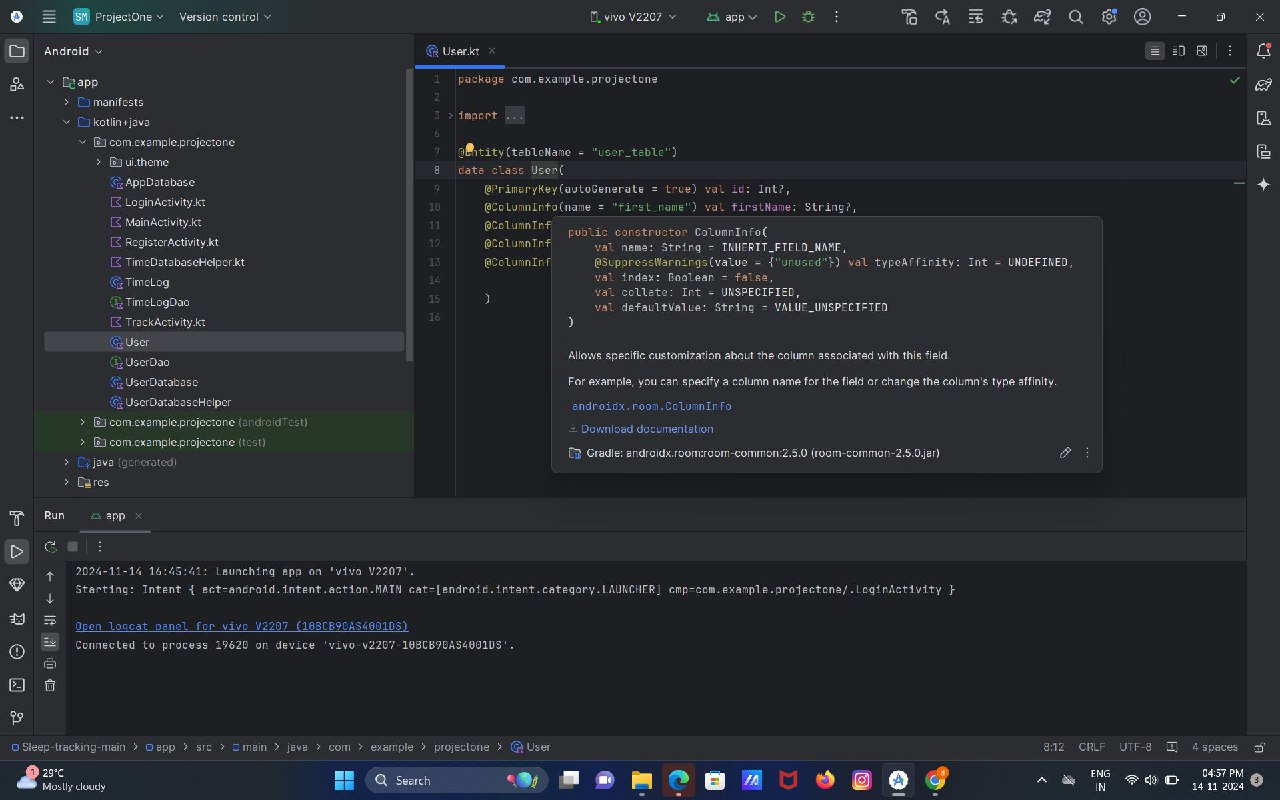 SM ProjectOne Version control vivo V2207 app
Android
User.kt
app
manifests
kotlin+java
com.example.projectone
ui.theme
AppDatabase
LoginActivity.kt
MainActivity.kt
RegisterActivity.kt
TimeDatabaseHelper.kt
TimeLog
TimeLogDao
TrackActivity.kt
User
UserDao
UserDatabase
UserDatabaseHelper
com.example.projectone (androidTest)
com.example.projectone (test)
java (generated)
res
1 package com.example.projectone
2
3 import ...
6
7 @Entity(tableName = "user_table")
8 data class User(
9 @PrimaryKey(autoGenerate = true) val id: Int?,
10 @ColumnInfo(name = "first_name") val firstName: String?,
11 @ColumnInf
12 @ColumnInf
13 @ColumnInf
14
15 )
16
public constructor ColumnInfo(
val name: String = INHERIT_FIELD_NAME,
@SuppressWarnings(value = {"unused"}) val typeAffinity: Int = UNDEFINED,
val index: Boolean = false,
val collate: Int = UNSPECIFIED,
val defaultValue: String = VALUE_UNSPECIFIED
)
Allows specific customization about the column associated with this field.
For example, you can specify a column name for the field or change the column's type affinity.
androidx.room.ColumnInfo
Download documentation
Gradle: androidx.room:room-common:2.5.0 (room-common-2.5.0.jar)
Run app
2024-11-14 16:45:41: Launching app on 'vivo V2207'.
Starting: Intent { act=android.intent.action.MAIN cat=[android.intent.category.LAUNCHER] cmp=com.example.projectone/.LoginActivity }
Open logcat panel for vivo V2207 (10BCB90AS4001DS)
Connected to process 19620 on device 'vivo-v2207-10BCB90AS4001DS'.
Sleep-tracking-main > app > src > main > java > com > example > projectone > User 8:12 CRLF UTF-8 4 spaces
1 29°C
Mostly cloudy
Search
ENG
IN
04:57 PM
14-11-2024
3